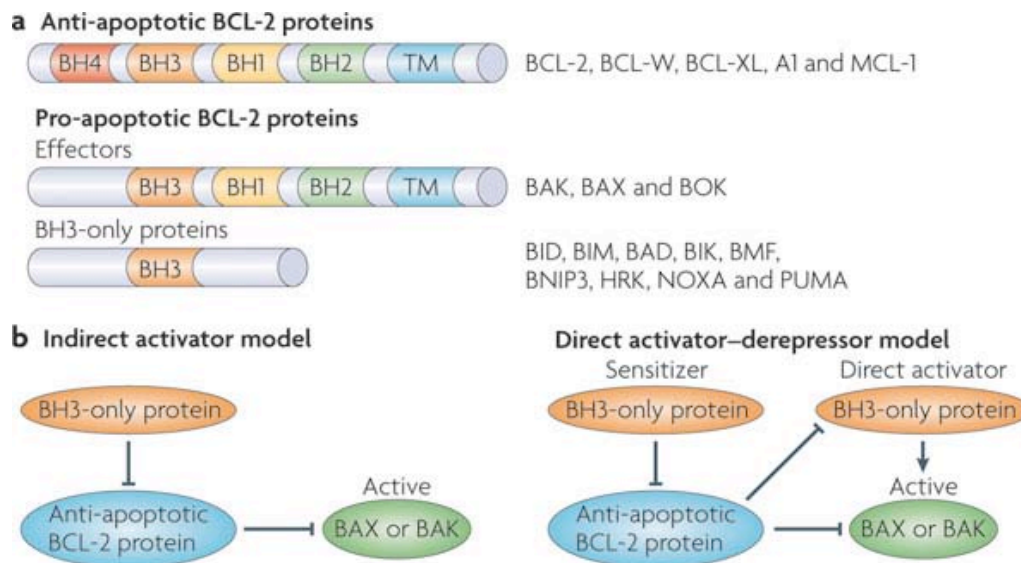 a Anti-apoptotic BCL-2 proteins
BH4 BH3 BH1 BH2 TM
BCL-2, BCL-W, BCL-XL, A1 and MCL-1
Pro-apoptotic BCL-2 proteins
Effectors
BH3 BH1 BH2 TM
BAK, BAX and BOK
BH3-only proteins
BH3
BID, BIM, BAD, BIK, BMF,
BNIP3, HRK, NOXA and PUMA
b Indirect activator model
BH3-only protein
Anti-apoptotic
BCL-2 protein
Active
BAX or BAK
Direct activator–derepressor model
Sensitizer
BH3-only protein
Direct activator
BH3-only protein
Anti-apoptotic
BCL-2 protein
Active
BAX or BAK